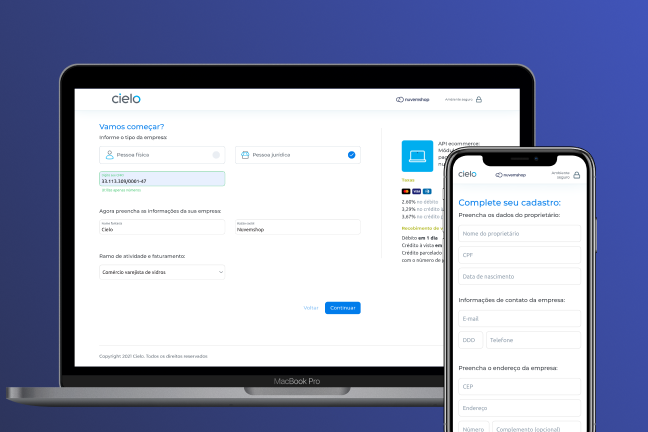 cielo
nuvemshop
Ambiente seguro
Vamos começar?
Informe o tipo da empresa:
Pessoa física
Pessoa jurídica
33.113.309/0001-47
Agora preencha as informações da sua empresa:
Nome fantasia
Cielo
Razão social
Nuvemshop
Ramo de atividade e faturamento:
Comércio varejista de vidros
Voltar
Continuar
Copyright 2021 Cielo. Todos os direitos reservados
API ecommerce:
Taxas
VISA
2,68% no débito
3,29% no crédito
3,67% no crédito
Recebimento de
Débito em 1 dia
Crédito à vista em
Crédito parcelado
com o número de
MacBook Pro
cielo
nuvemshop
Ambiente
seguro
Complete seu cadastro:
Preencha os dados do proprietário:
Nome do proprietário
CPF
Data de nascimento
Informações de contato da empresa:
E-mail
DDD
Telefone
Preencha o endereço da empresa:
CEP
Endereço
Número
Complemento (opcional)